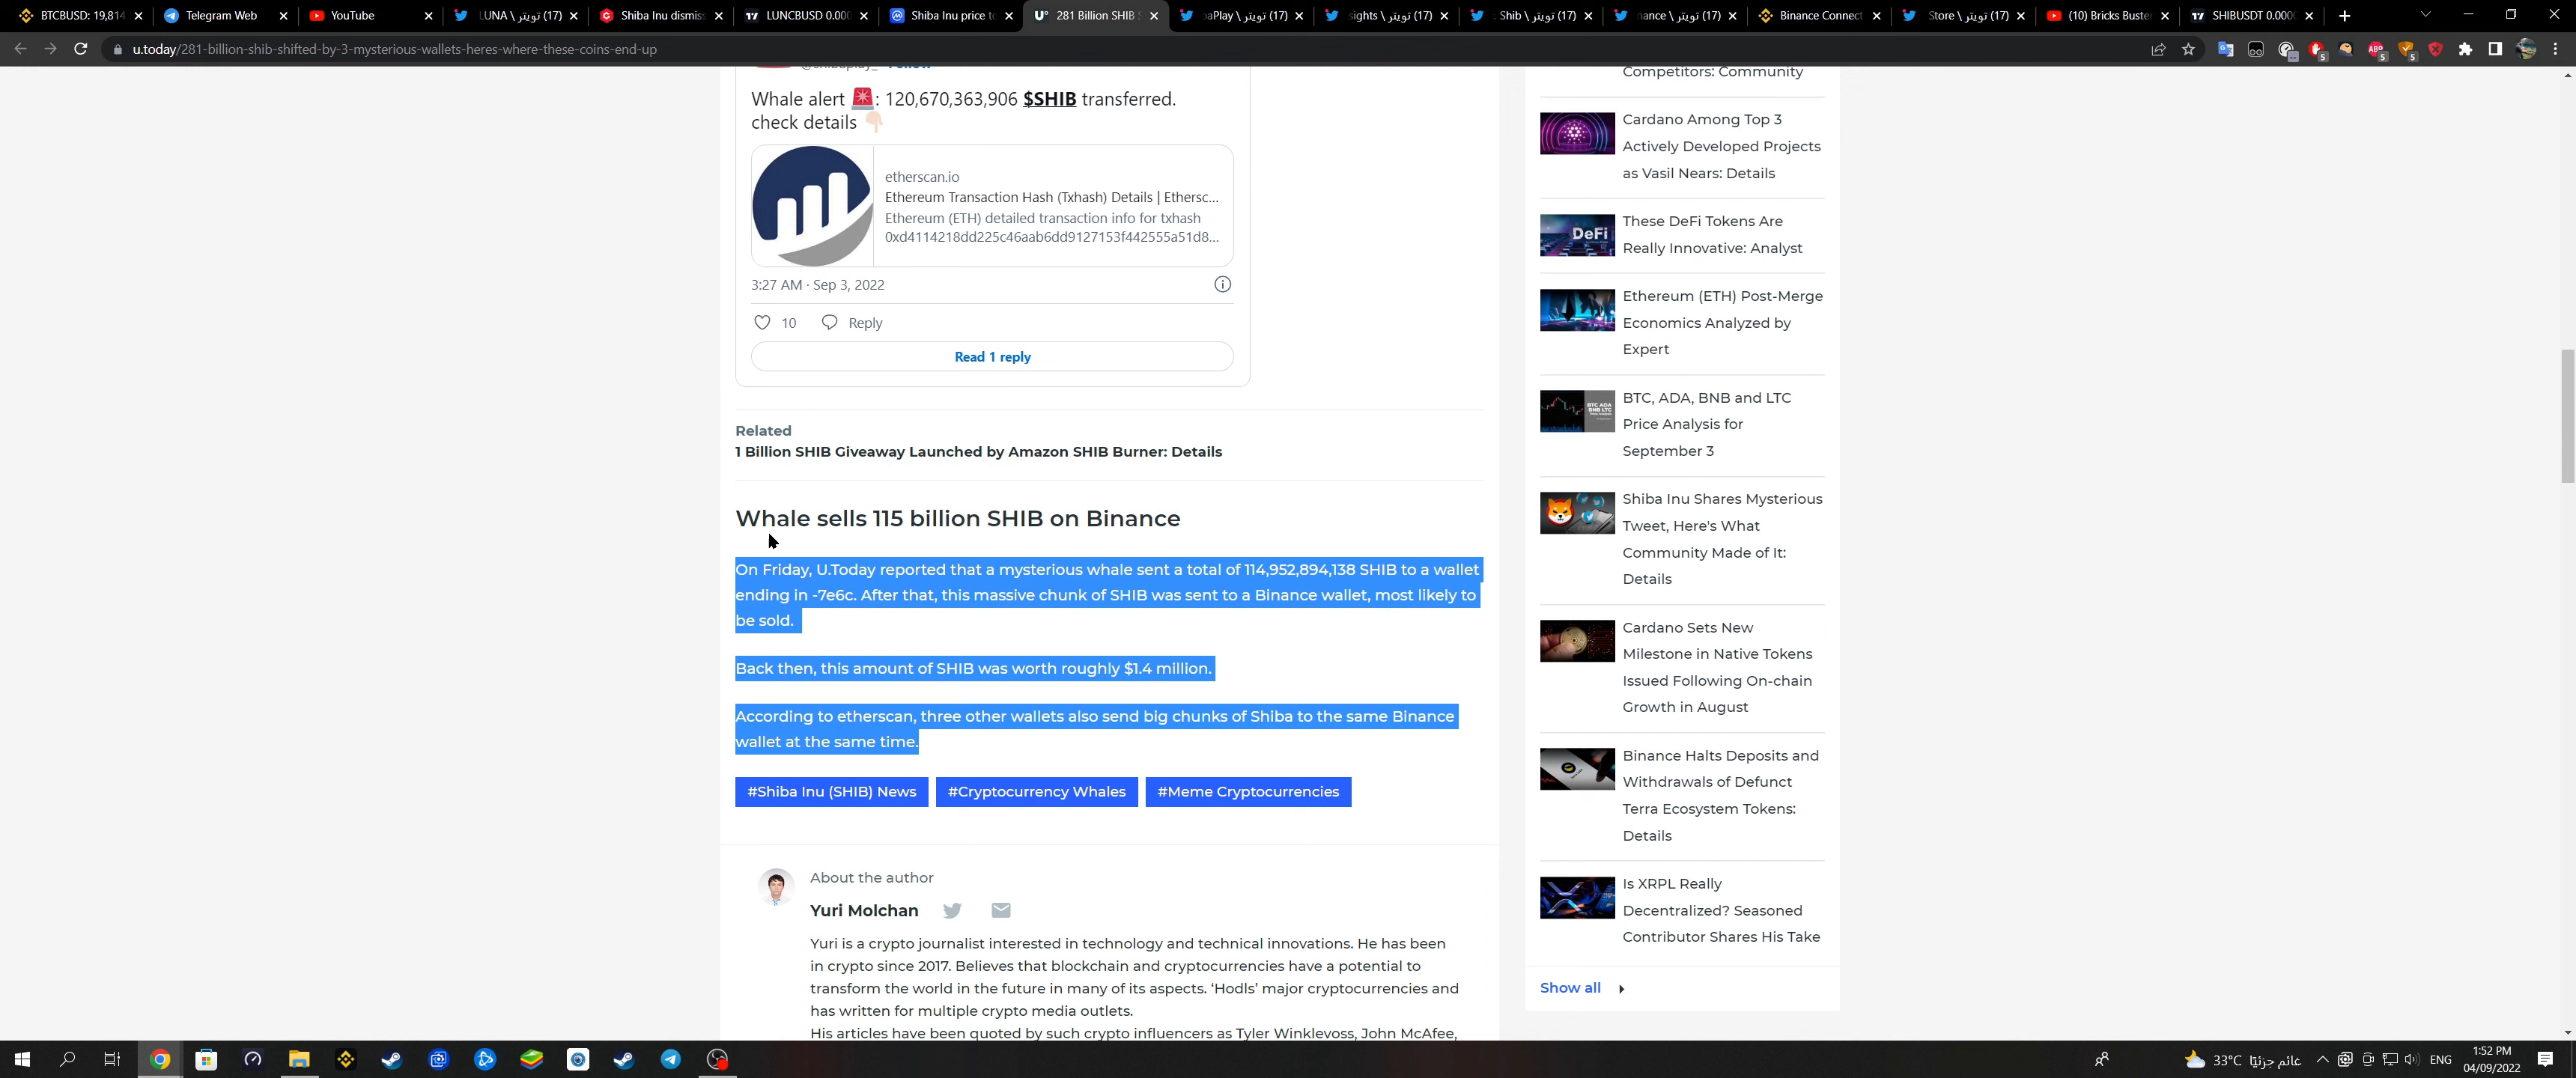 BTCBUSD: 19,814
Telegram Web
YouTube
LUNA \ تويتر (17)
Shiba Inu dismiss
LUNCBUSD 0.000
Shiba Inu price to
281 Billion SHIB S
aPlay \ تويتر (17)
sights \ تويتر (17)
Shib \ تويتر (17)
nance \ تويتر (17)
Binance Connect
Store \ تويتر (17)
(10) Bricks Buster
SHIBUSDT 0.000
u.today/281-billion-shib-shifted-by-3-mysterious-wallets-heres-where-these-coins-end-up
Whale alert 🚨: 120,670,363,906 $SHIB transferred.
check details 👇🏻
etherscan.io
Ethereum Transaction Hash (Txhash) Details | Ethersc...
Ethereum (ETH) detailed transaction info for txhash
0xd4114218dd225c46aab6dd9127153f442555a51d8...
3:27 AM · Sep 3, 2022
10 Reply
Read 1 reply
Related
1 Billion SHIB Giveaway Launched by Amazon SHIB Burner: Details
Whale sells 115 billion SHIB on Binance
On Friday, U.Today reported that a mysterious whale sent a total of 114,952,894,138 SHIB to a wallet
ending in -7e6c. After that, this massive chunk of SHIB was sent to a Binance wallet, most likely to
be sold.
Back then, this amount of SHIB was worth roughly $1.4 million.
According to etherscan, three other wallets also send big chunks of Shiba to the same Binance
wallet at the same time.
#Shiba Inu (SHIB) News
#Cryptocurrency Whales
#Meme Cryptocurrencies
About the author
Yuri Molchan
Yuri is a crypto journalist interested in technology and technical innovations. He has been
in crypto since 2017. Believes that blockchain and cryptocurrencies have a potential to
transform the world in the future in many of its aspects. ‘Hodls’ major cryptocurrencies and
has written for multiple crypto media outlets.
His articles have been quoted by such crypto influencers as Tyler Winklevoss, John McAfee,
Competitors: Community
Cardano Among Top 3
Actively Developed Projects
as Vasil Nears: Details
DeFi
These DeFi Tokens Are
Really Innovative: Analyst
Ethereum (ETH) Post-Merge
Economics Analyzed by
Expert
BTC ADA
BNB LTC
BTC, ADA, BNB and LTC
Price Analysis for
September 3
Shiba Inu Shares Mysterious
Tweet, Here's What
Community Made of It:
Details
Cardano Sets New
Milestone in Native Tokens
Issued Following On-chain
Growth in August
Binance Halts Deposits and
Withdrawals of Defunct
Terra Ecosystem Tokens:
Details
Is XRPL Really
Decentralized? Seasoned
Contributor Shares His Take
Show all
33°C غائم جزئيًا
ENG
1:52 PM
04/09/2022